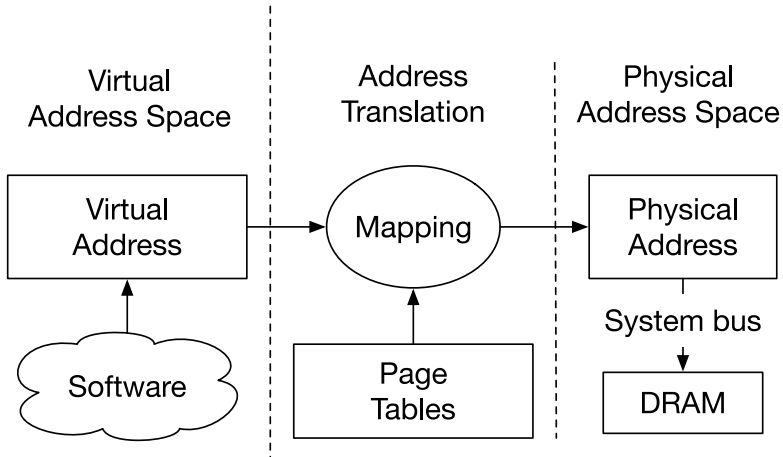 Virtual
Address Space
Address
Translation
Physical
Address Space
Virtual
Address
Mapping
Physical
Address
Software
Page
Tables
System bus
DRAM